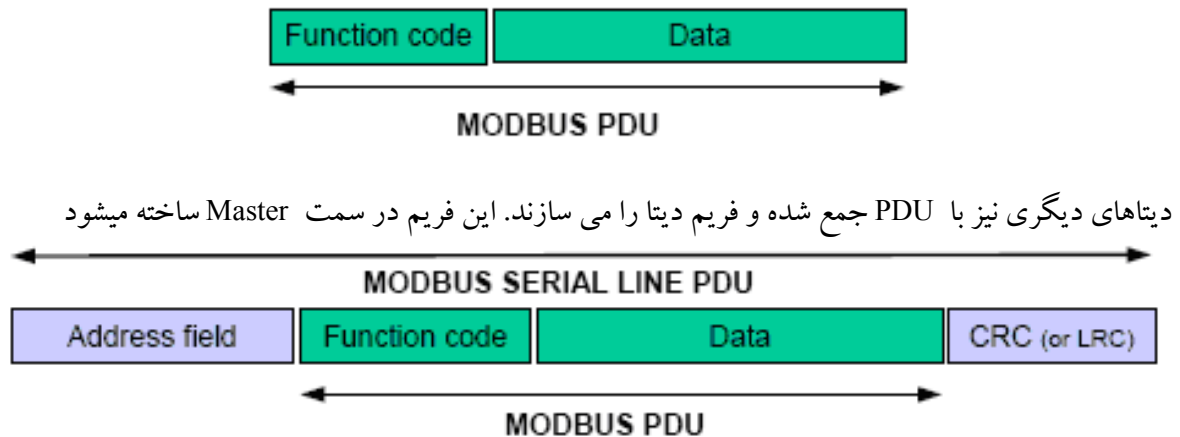 Function code Data
MODBUS PDU
دیتاهای دیگری نیز با PDU جمع شده و فریم دیتا را می سازند. این فریم در سمت Master ساخته میشود
MODBUS SERIAL LINE PDU
Address field Function code Data CRC (or LRC)
MODBUS PDU